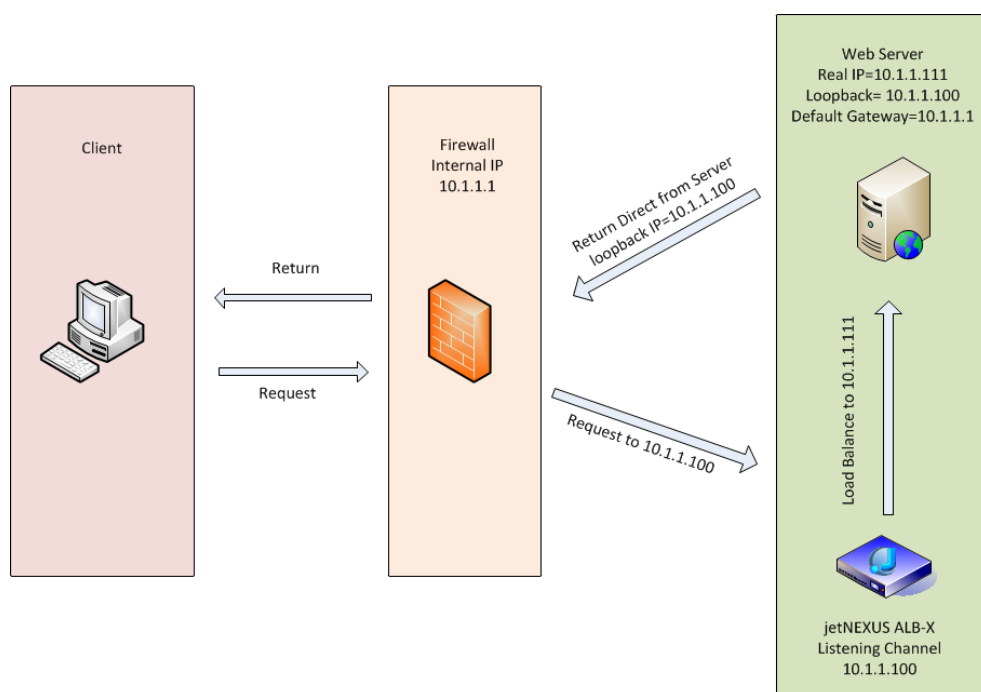 Client
Firewall
Internal IP
10.1.1.1
Web Server
Real IP=10.1.1.111
Loopback= 10.1.1.100
Default Gateway=10.1.1.1
Return Direct from Server
loopback IP=10.1.1.100
Return
Request
Request to 10.1.1.100
Load Balance to 10.1.1.111
jetNEXUS ALB-X
Listening Channel
10.1.1.100